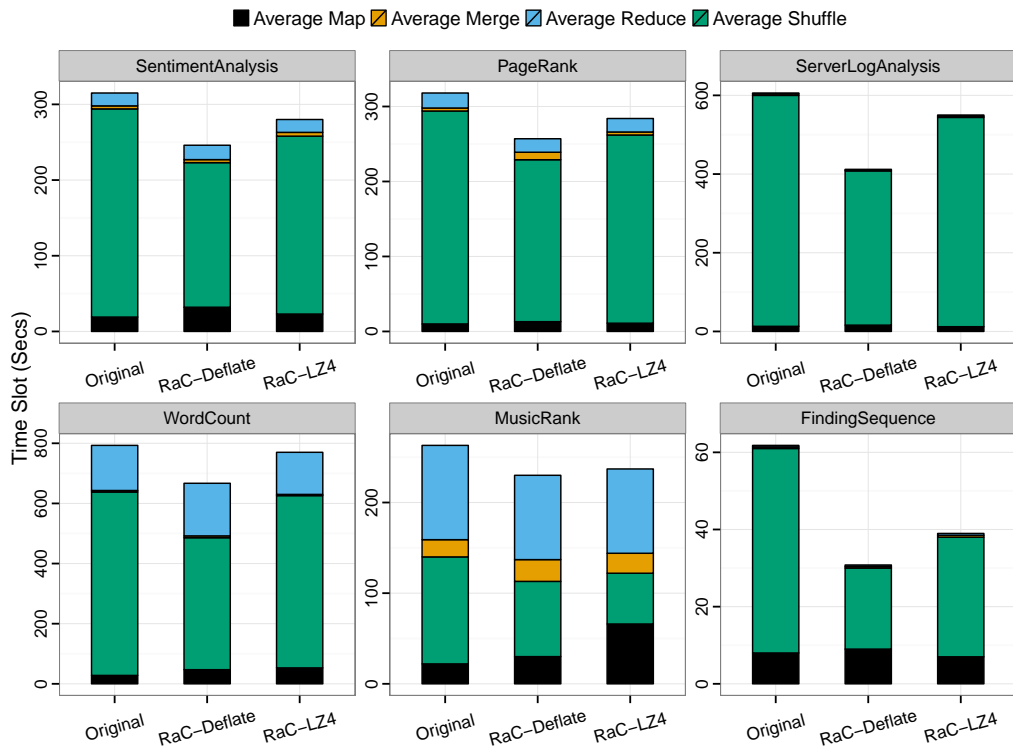 Average Map Average Merge Average Reduce Average Shuffle
SentimentAnalysis PageRank ServerLogAnalysis
300 300 600
200 200 400
100 100 200
0 0 0
Original RaC−Deflate RaC−LZ4 Original RaC−Deflate RaC−LZ4 Original RaC−Deflate RaC−LZ4
Time Slot (Secs)
WordCount MusicRank FindingSequence
800 200 60
600 100 40
400 0 20
200 0
0
Original RaC−Deflate RaC−LZ4 Original RaC−Deflate RaC−LZ4 Original RaC−Deflate RaC−LZ4